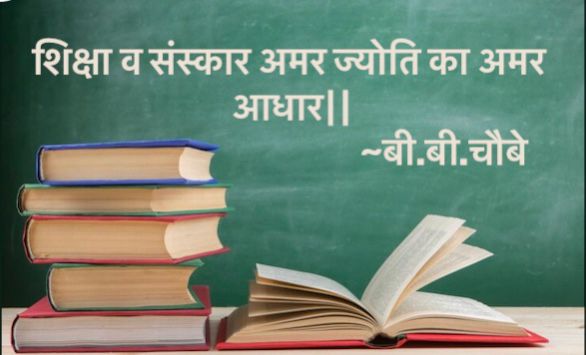 शिक्षा व संस्कार अमर ज्योति का अमर
आधार||
~बी.बी.चौबे